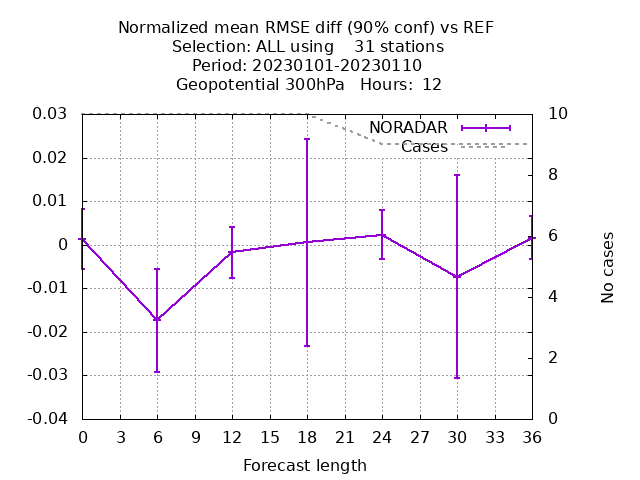 Normalized mean RMSE diff (90% conf) vs REF
Selection: ALL using    31 stations
Period: 20230101-20230110
Geopotential 300hPa   Hours:  12
0.03
0.02
0.01
0
-0.01
-0.02
-0.03
-0.04
10
8
6
4
2
0
NORADAR
Cases
No cases
0 3 6 9 12 15 18 21 24 27 30 33 36
Forecast length